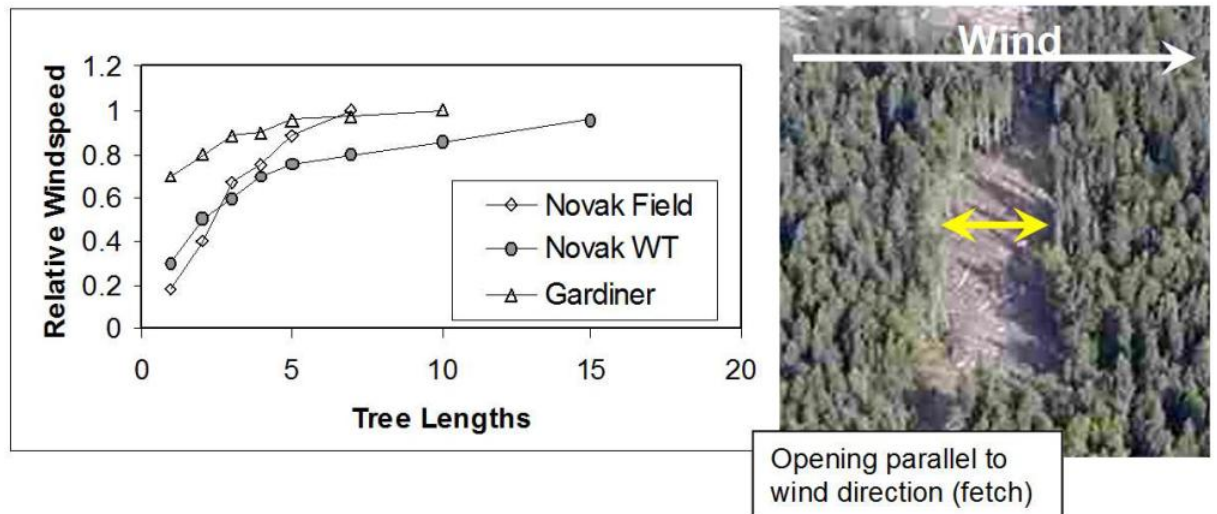 Wind
1.2
1
0.8
0.6
0.4
0.2
0
Relative Windspeed
Novak Field
Novak WT
Gardiner
0 5 10 15 20
Tree Lengths
Opening parallel to
wind direction (fetch)